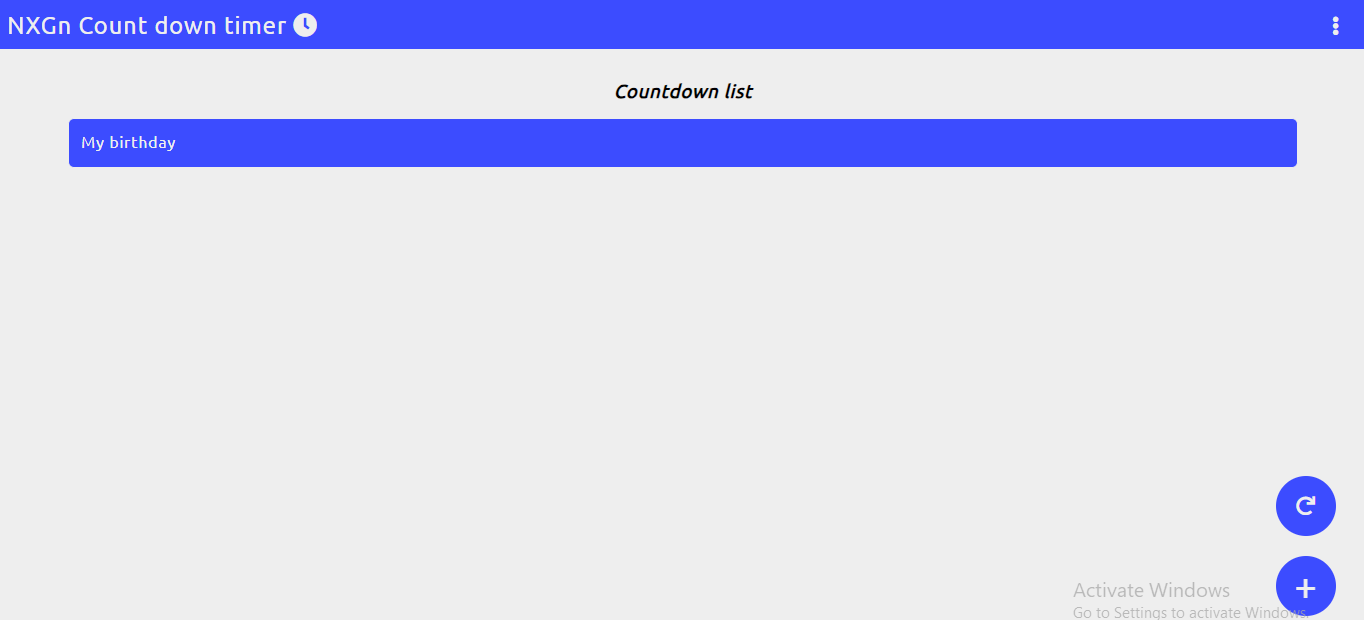 NXGn Count down timer
Countdown list
My birthday
Activate Windows
Go to Settings to activate Windows.